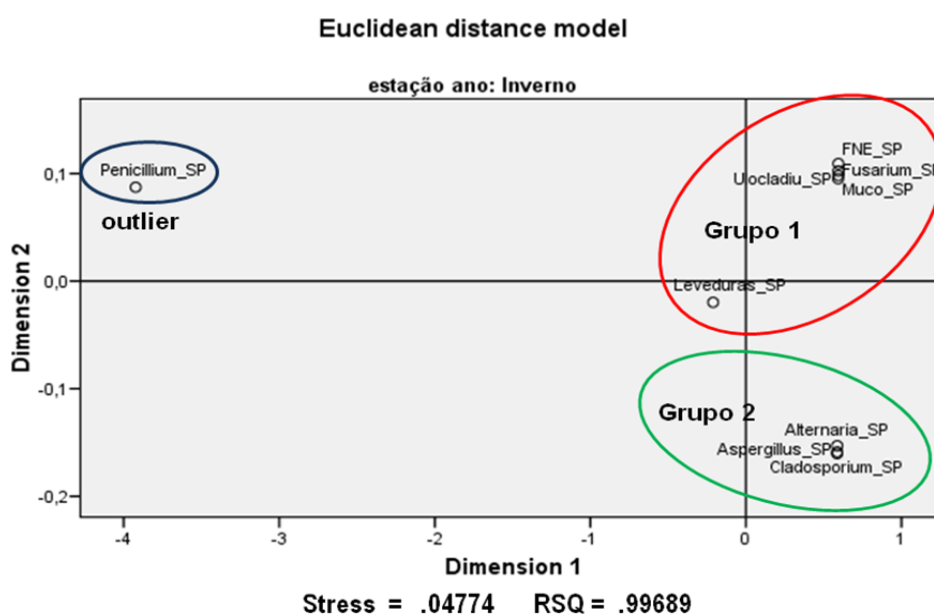 Euclidean distance model
estação ano: Inverno
Penicillium_SP
outlier
FNE_SP
Fusarium_SP
Ulocladiu_SP
Muco_SP
Grupo 1
Leveduras_SP
Grupo 2
Alternaria_SP
Aspergillus_SP
Cladosporium_SP
Dimension 2
0,1
0,0
-0,1
-0,2
-4
-3
-2
-1
0
1
Dimension 1
Stress = .04774 RSQ = .99689